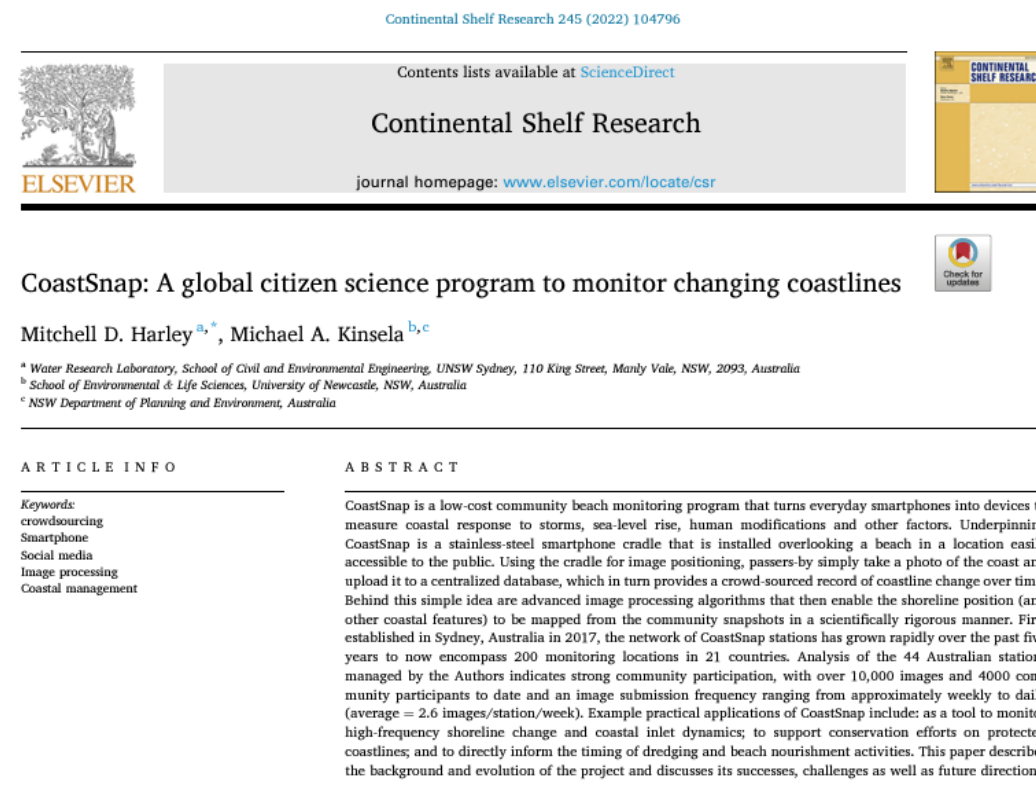 Continental Shelf Research 245 (2022) 104796
Contents lists available at ScienceDirect
Continental Shelf Research
journal homepage: www.elsevier.com/locate/csr
ELSEVIER
CONTINENTAL
SHELF RESEARC
Check for
updates
CoastSnap: A global citizen science program to monitor changing coastlines
Mitchell D. Harley a,*, Michael A. Kinsela b,c
a Water Research Laboratory, School of Civil and Environmental Engineering, UNSW Sydney, 110 King Street, Manly Vale, NSW, 2093, Australia
b School of Environmental & Life Sciences, University of Newcastle, NSW, Australia
c NSW Department of Planning and Environment, Australia
ARTICLE INFO
Keywords:
crowdsourcing
Smartphone
Social media
Image processing
Coastal management
ABSTRACT
CoastSnap is a low-cost community beach monitoring program that turns everyday smartphones into devices t
measure coastal response to storms, sea-level rise, human modifications and other factors. Underpinnin
CoastSnap is a stainless-steel smartphone cradle that is installed overlooking a beach in a location easi
accessible to the public. Using the cradle for image positioning, passers-by simply take a photo of the coast an
upload it to a centralized database, which in turn provides a crowd-sourced record of coastline change over tim
Behind this simple idea are advanced image processing algorithms that then enable the shoreline position (an
other coastal features) to be mapped from the community snapshots in a scientifically rigorous manner. Fir
established in Sydney, Australia in 2017, the network of CoastSnap stations has grown rapidly over the past fiv
years to now encompass 200 monitoring locations in 21 countries. Analysis of the 44 Australian station
managed by the Authors indicates strong community participation, with over 10,000 images and 4000 com
munity participants to date and an image submission frequency ranging from approximately weekly to dail
(average = 2.6 images/station/week). Example practical applications of CoastSnap include: as a tool to monito
high-frequency shoreline change and coastal inlet dynamics; to support conservation efforts on protecte
coastlines; and to directly inform the timing of dredging and beach nourishment activities. This paper describe
the background and evolution of the project and discusses its successes, challenges as well as future direction